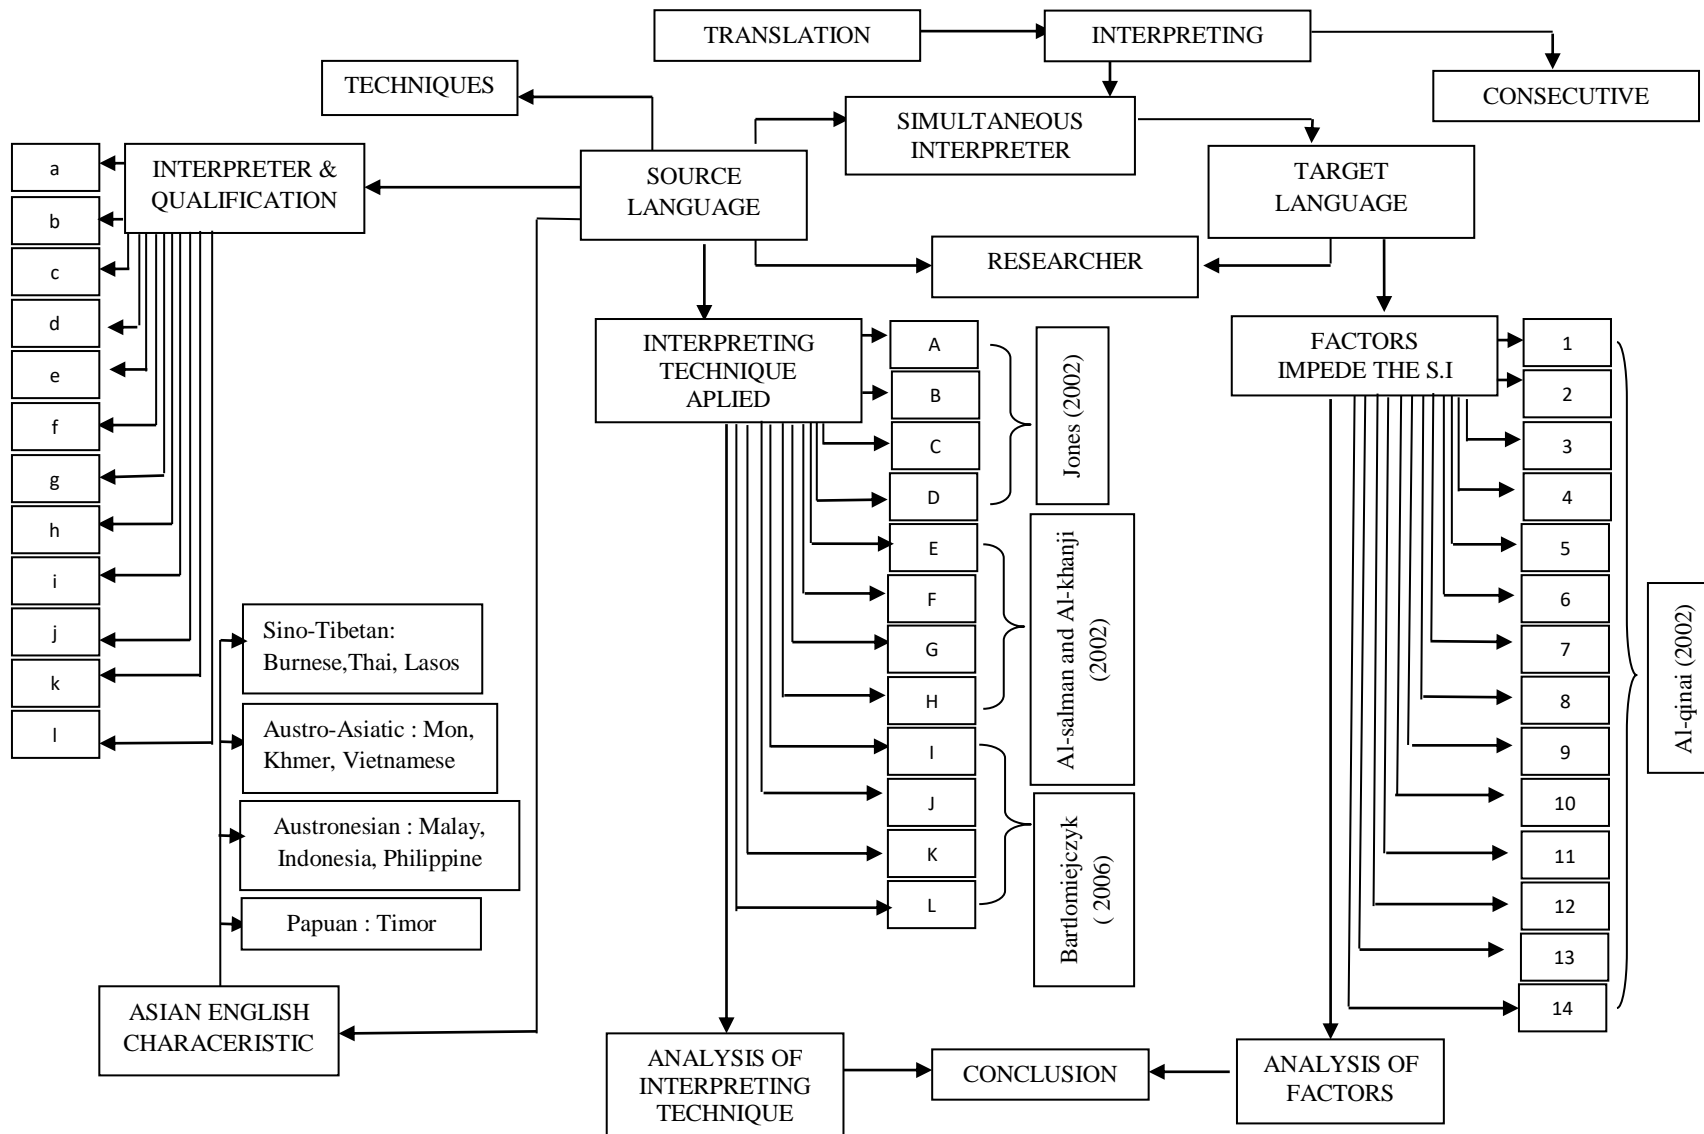 TRANSLATION
INTERPRETING
TECHNIQUES
CONSECUTIVE
SIMULTANEOUS
INTERPRETER
INTERPRETER &
QUALIFICATION
SOURCE
LANGUAGE
TARGET
LANGUAGE
RESEARCHER
a
b
c
d
e
f
g
h
i
j
k
l
INTERPRETING
TECHNIQUE
APLIED
A
B
C
D
E
F
G
H
I
J
K
L
Jones (2002)
Al-salman and Al-khanji
(2002)
Bartlomiejczyk
( 2006)
FACTORS
IMPEDE THE S.I
1
2
3
4
5
6
7
8
9
10
11
12
13
14
Al-qinai (2002)
Sino-Tibetan:
Burnese,Thai, Lasos
Austro-Asiatic : Mon,
Khmer, Vietnamese
Austronesian : Malay,
Indonesia, Philippine
Papuan : Timor
ASIAN ENGLISH
CHARACERISTIC
ANALYSIS OF
INTERPRETING
TECHNIQUE
CONCLUSION
ANALYSIS OF
FACTORS